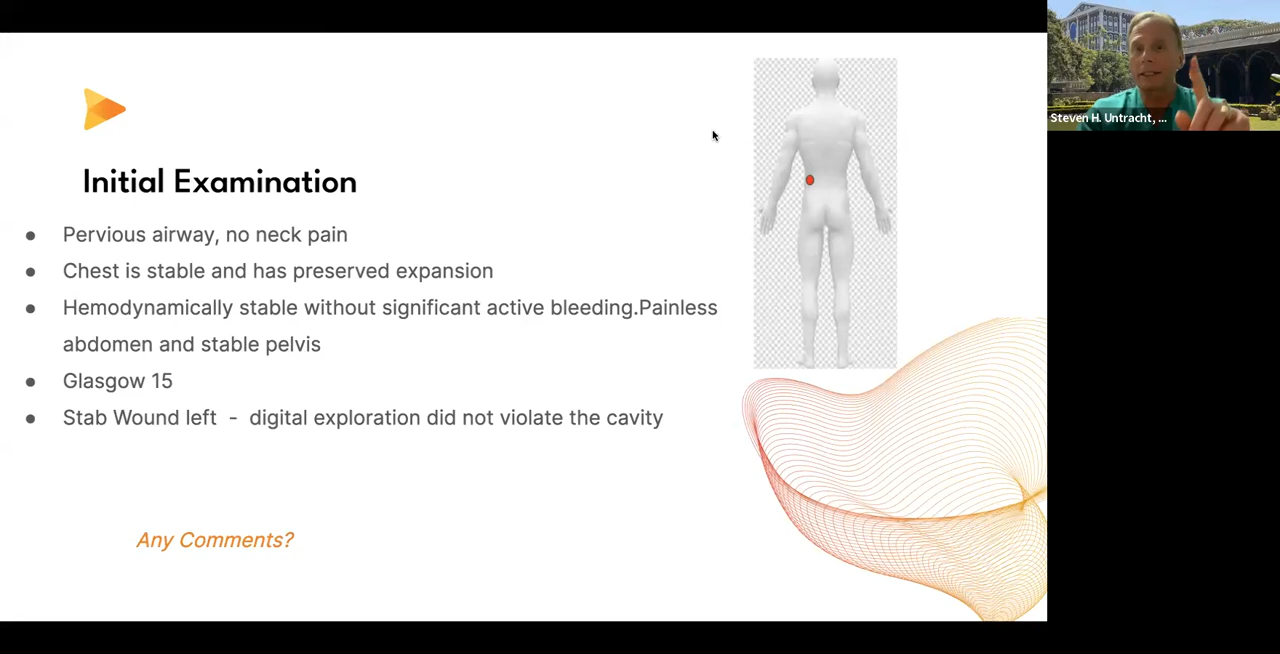 Steven H. Untracht, ...
Initial Examination
● Pervious airway, no neck pain
● Chest is stable and has preserved expansion
● Hemodynamically stable without significant active bleeding.Painless
abdomen and stable pelvis
● Glasgow 15
● Stab Wound left - digital exploration did not violate the cavity
Any Comments?